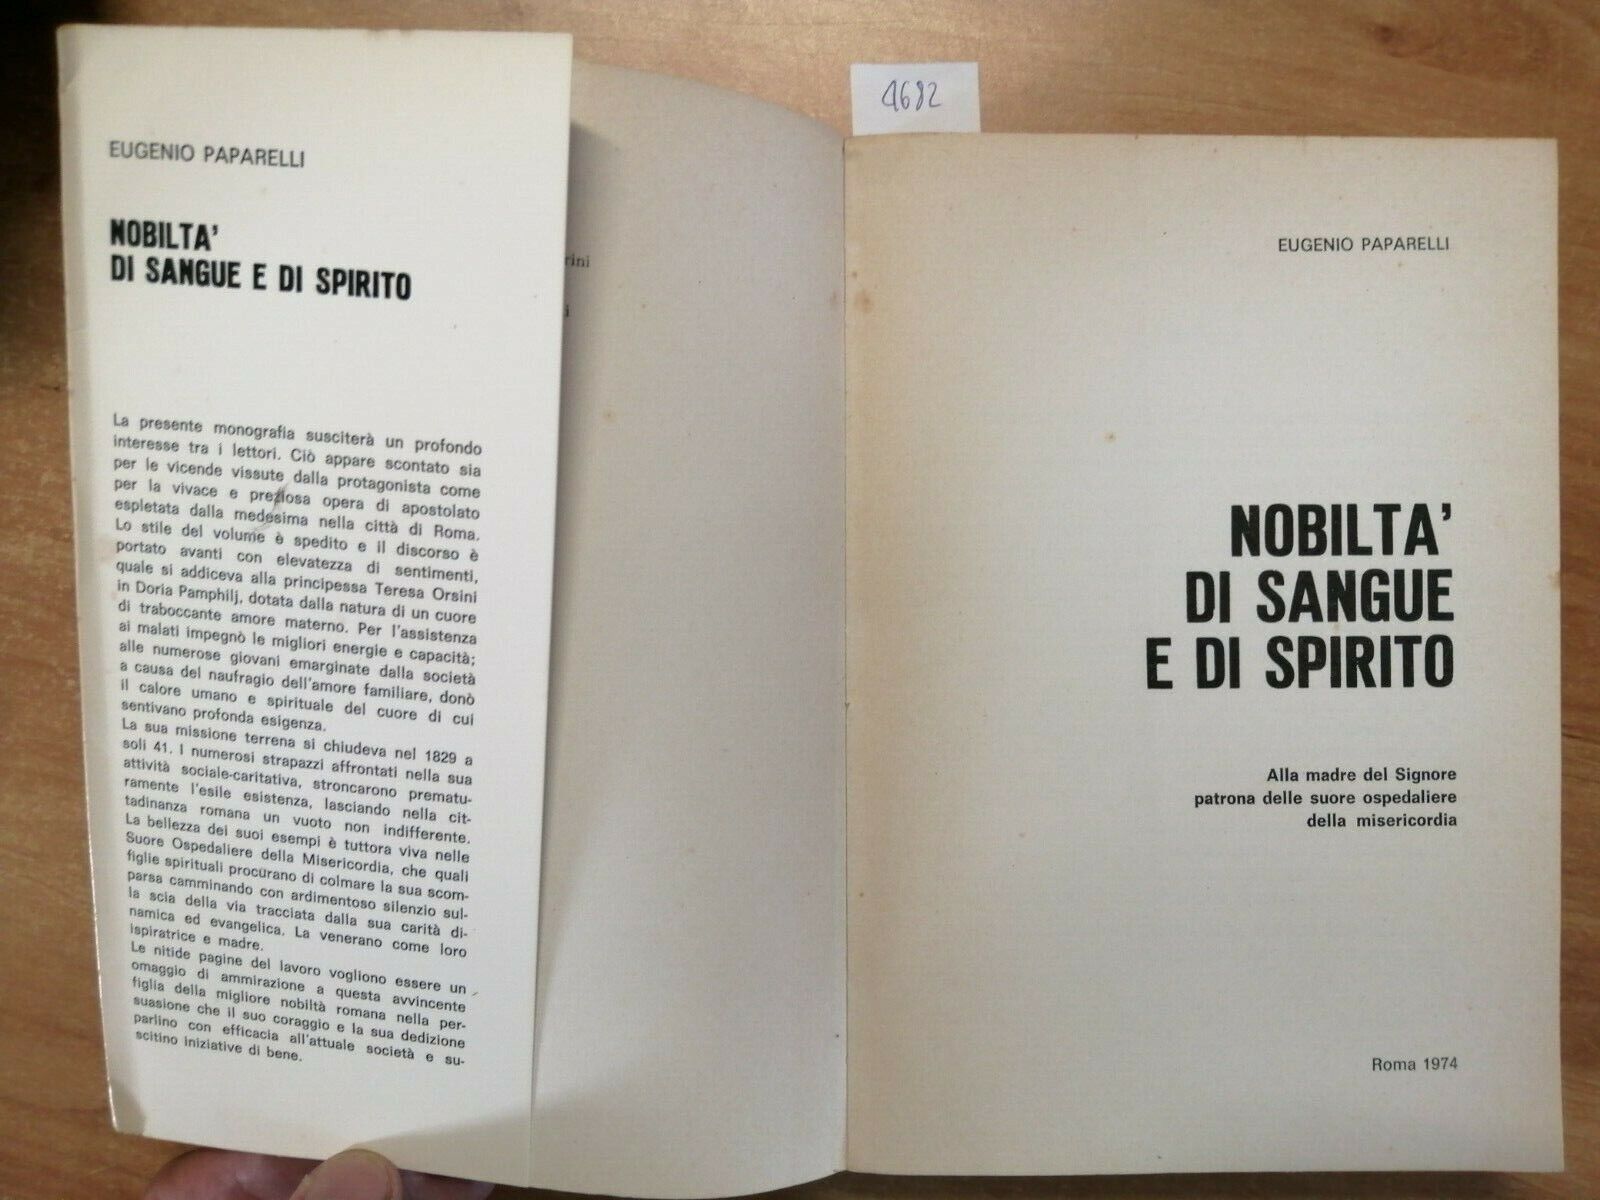 EUGENIO PAPARELLI
NOBILTA'
DI SANGUE E DI SPIRITO
La presente monografia susciterà un profondo
interesse tra i lettori. Ciò appare scontato sia
per le vicende vissute dalla protagonista come
per la vivace e preziosa opera di apostolato
espletata dalla medesima nella città di Roma.
Lo stile del volume è spedito e il discorso è
portato avanti con elevatezza di sentimenti,
quale si addiceva alla principessa Teresa Orsini
in Doria Pamphilj, dotata dalla natura di un cuore
di traboccante amore materno. Per l'assistenza
ai malati impegnò le migliori energie e capacità;
alle numerose giovani emarginate dalla società
a causa del naufragio dell'amore familiare, donò
il calore umano e spirituale del cuore di cui
sentivano profonda esigenza.
La sua missione terrena si chiudeva nel 1829 a
soli 41. I numerosi strapazzi affrontati nella sua
attività sociale-caritativa, stroncarono prematu-
ramente l'esile esistenza, lasciando nella cit-
tadinanza romana un vuoto non indifferente.
La bellezza dei suoi esempi è tuttora viva nelle
Suore Ospedaliere della Misericordia, che quali
figlie spirituali procurano di colmare la sua scom-
parsa camminando con ardimentoso silenzio sul-
la scia della via tracciata dalla sua carità di-
namica ed evangelica. La venerano come loro
ispiratrice e madre.
Le nitide pagine del lavoro vogliono essere un
omaggio di ammirazione a questa avvincente
figlia della migliore nobiltà romana nella per-
suasione che il suo coraggio e la sua dedizione
parlino con efficacia all'attuale società e su-
scitino iniziative di bene.
rini
i
4682
EUGENIO PAPARELLI
NOBILTA'
DI SANGUE
E DI SPIRITO
Alla madre del Signore
patrona delle suore ospedaliere
della misericordia
Roma 1974